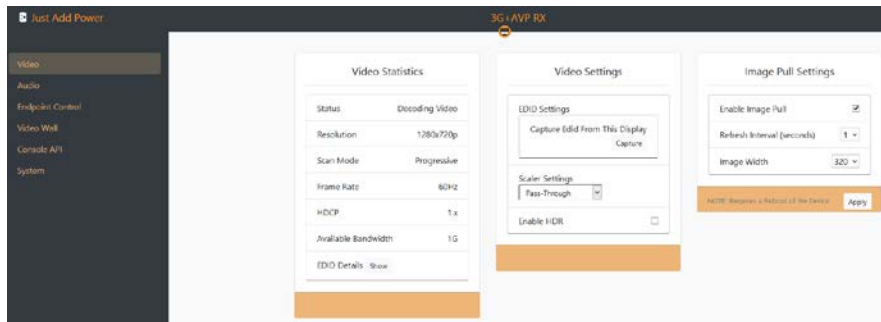 Just Add Power
3G+AVP RX
Video
Audio
Endpoint Control
Video Wall
Console API
System
Video Statistics
Status Decoding Video
Resolution 1280x720p
Scan Mode Progressive
Frame Rate 60Hz
HDCP 1.x
Available Bandwidth 1G
EDID Details Show
Video Settings
EDID Settings
Capture Edid From This Display
Capture
Scaler Settings
Pass-Through
Enable HDR
Image Pull Settings
Enable Image Pull
Refresh Interval (seconds) 1
Image Width 320
NOTE: Requires a Reboot of the Device Apply